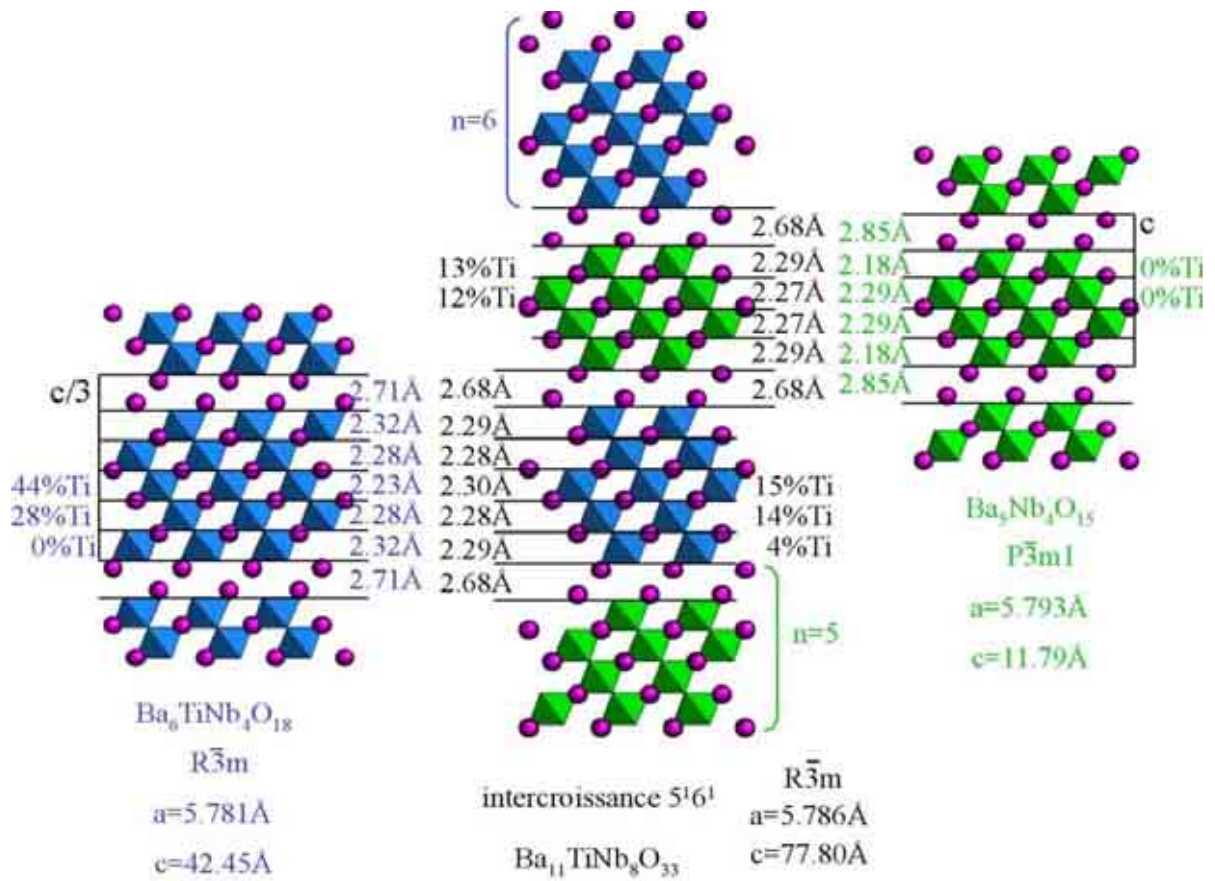 n=6
2.68Å 2.85Å c
13%Ti 2.29Å 2.18Å 0%Ti
12%Ti 2.27Å 2.29Å 0%Ti
2.27Å 2.29Å
2.29Å 2.18Å
c/3 2.71Å 2.68Å 2.68Å 2.85Å
2.32Å 2.29Å
2.28Å 2.28Å
44%Ti 2.23Å 2.30Å 15%Ti
28%Ti 2.28Å 2.28Å 14%Ti
0%Ti 2.32Å 2.29Å 4%Ti
2.71Å 2.68Å
Ba₅Nb₄O₁₅
P3̅m1
a=5.793Å
c=11.79Å
n=5
Ba₆TiNb₄O₁₈
R3̅m
a=5.781Å
c=42.45Å
intercroissance 5¹6¹
Ba₁₁TiNb₈O₃₃
R3̅m
a=5.786Å
c=77.80Å